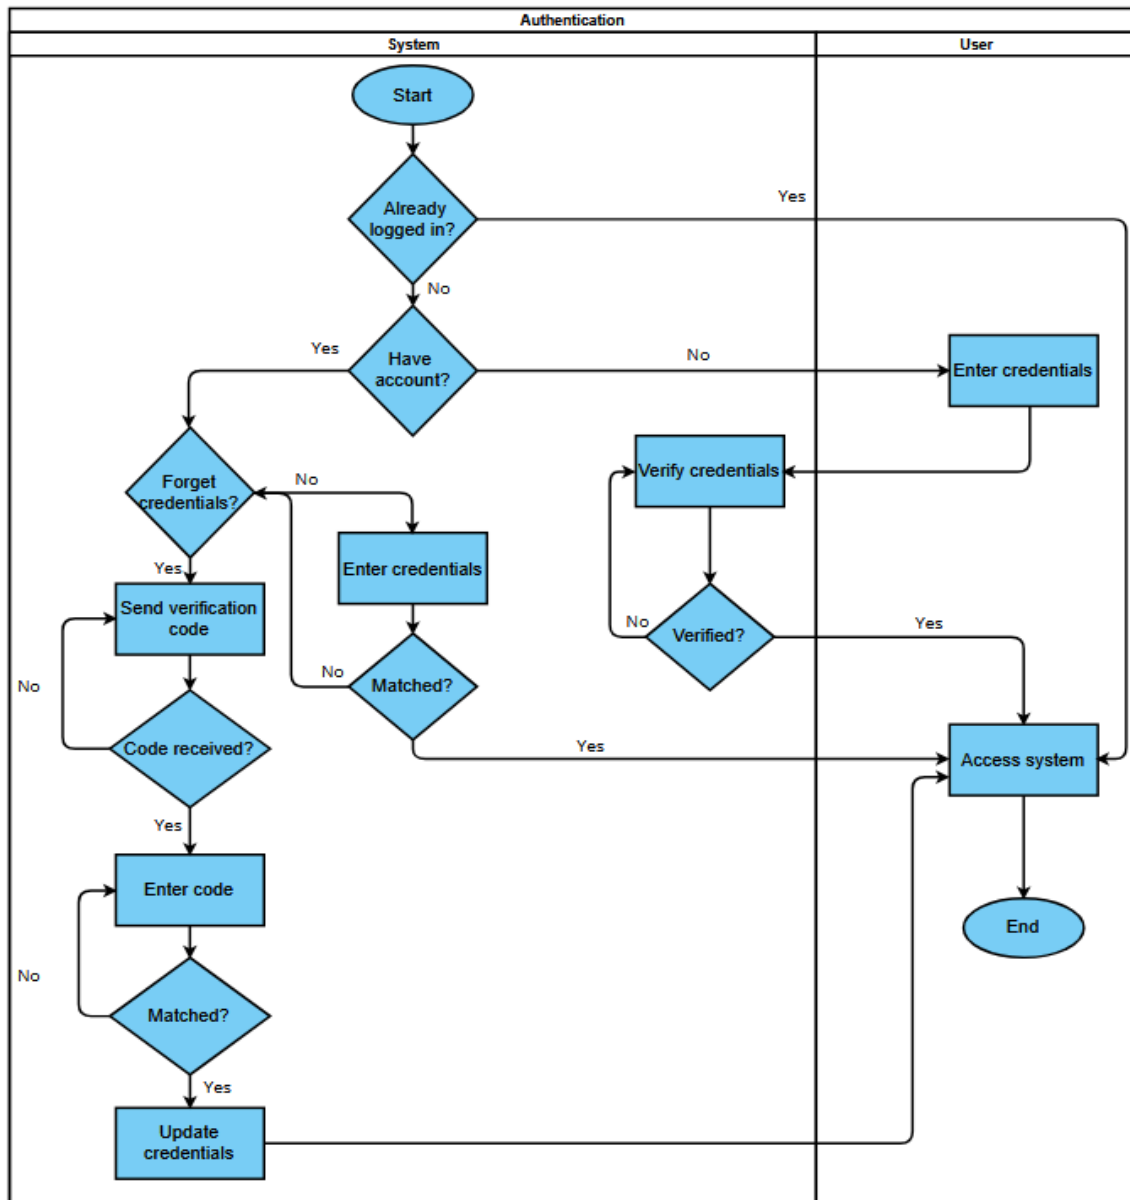 Authentication
System
User
Start
Already
logged in?
Yes
No
Have
account?
Yes
No
Enter credentials
Forget
credentials?
No
Verify credentials
Enter credentials
Yes
Send verification
code
No
Verified?
Yes
Matched?
No
No
Code received?
Yes
Access system
Yes
Enter code
End
No
Matched?
Yes
Update
credentials